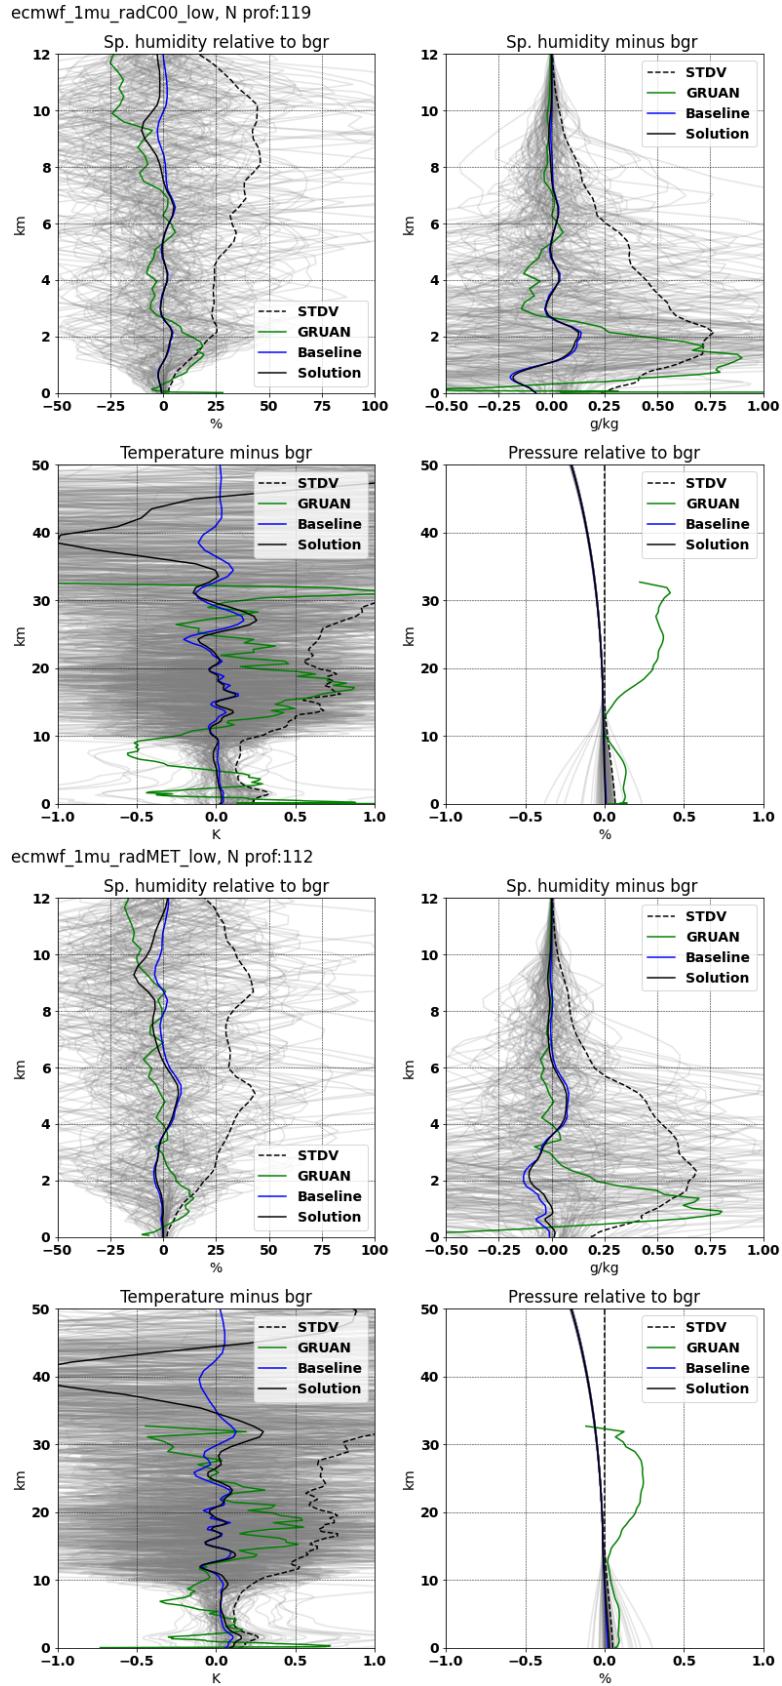 ecmwf_1mu_radC00_low, N prof:119
Sp. humidity relative to bgr
12
10
8
6
4
2
0
km
−50 −25 0 25 50 75 100
%
STDV
GRUAN
Baseline
Solution
Sp. humidity minus bgr
12
10
8
6
4
2
0
km
−0.50 −0.25 0.00 0.25 0.50 0.75 1.00
g/kg
STDV
GRUAN
Baseline
Solution
Temperature minus bgr
50
40
30
20
10
0
km
−1.0 −0.5 0.0 0.5 1.0
K
STDV
GRUAN
Baseline
Solution
Pressure relative to bgr
50
40
30
20
10
0
km
−1.0 −0.5 0.0 0.5 1.0
%
STDV
GRUAN
Baseline
Solution
ecmwf_1mu_radMET_low, N prof:112
Sp. humidity relative to bgr
12
10
8
6
4
2
0
km
−50 −25 0 25 50 75 100
%
STDV
GRUAN
Baseline
Solution
Sp. humidity minus bgr
12
10
8
6
4
2
0
km
−0.50 −0.25 0.00 0.25 0.50 0.75 1.00
g/kg
STDV
GRUAN
Baseline
Solution
Temperature minus bgr
50
40
30
20
10
0
km
−1.0 −0.5 0.0 0.5 1.0
K
STDV
GRUAN
Baseline
Solution
Pressure relative to bgr
50
40
30
20
10
0
km
−1.0 −0.5 0.0 0.5 1.0
%
STDV
GRUAN
Baseline
Solution